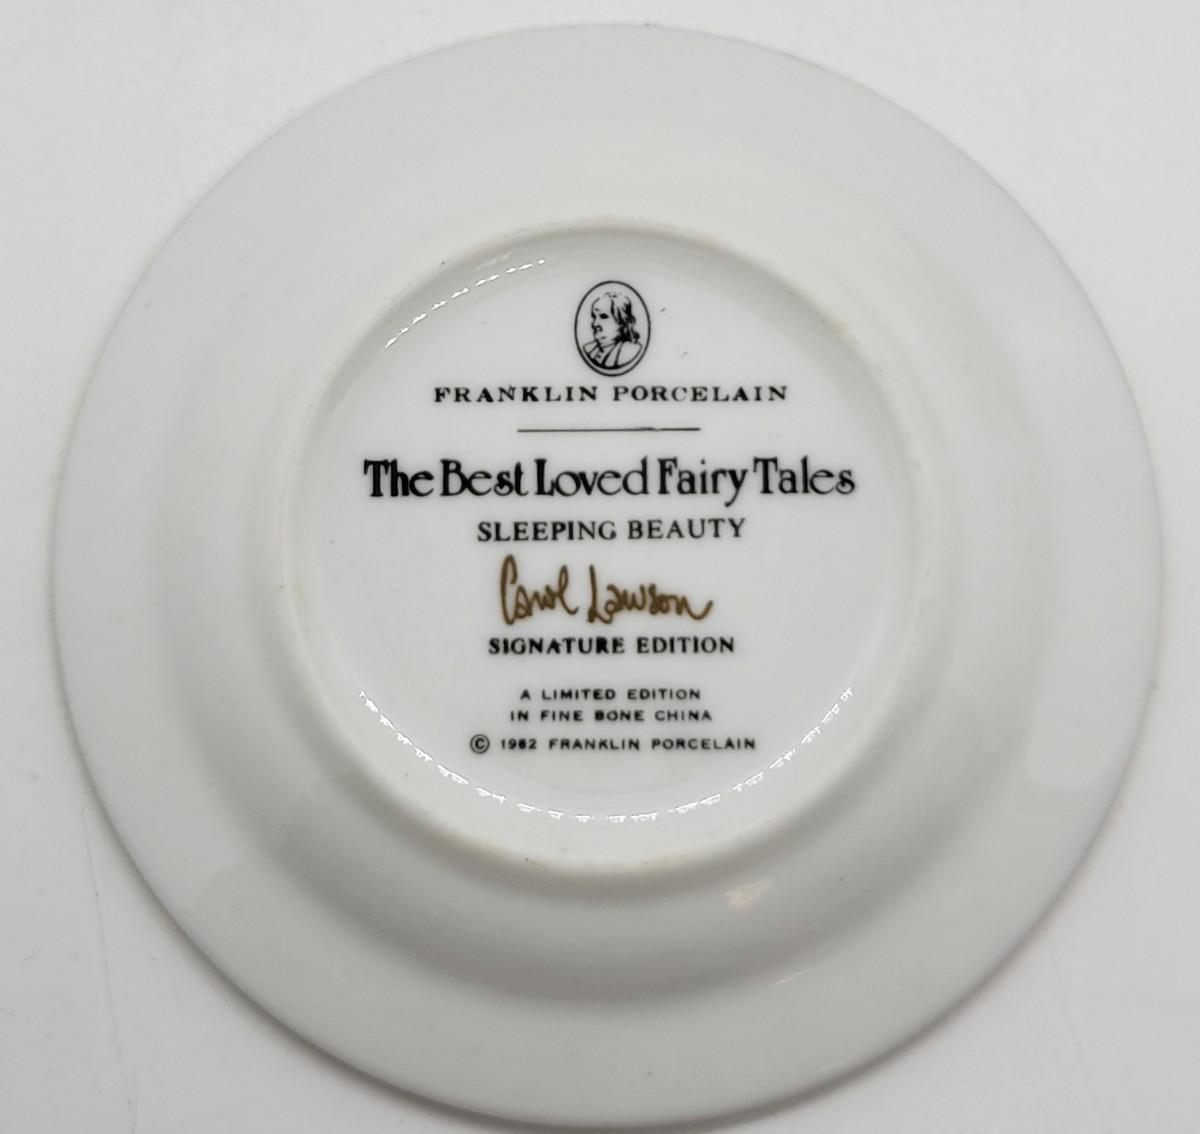 FRANKLIN PORCELAIN
The Best Loved Fairy Tales
SLEEPING BEAUTY
Carol Lawson
SIGNATURE EDITION
A LIMITED EDITION
IN FINE BONE CHINA
© 1982 FRANKLIN PORCELAIN